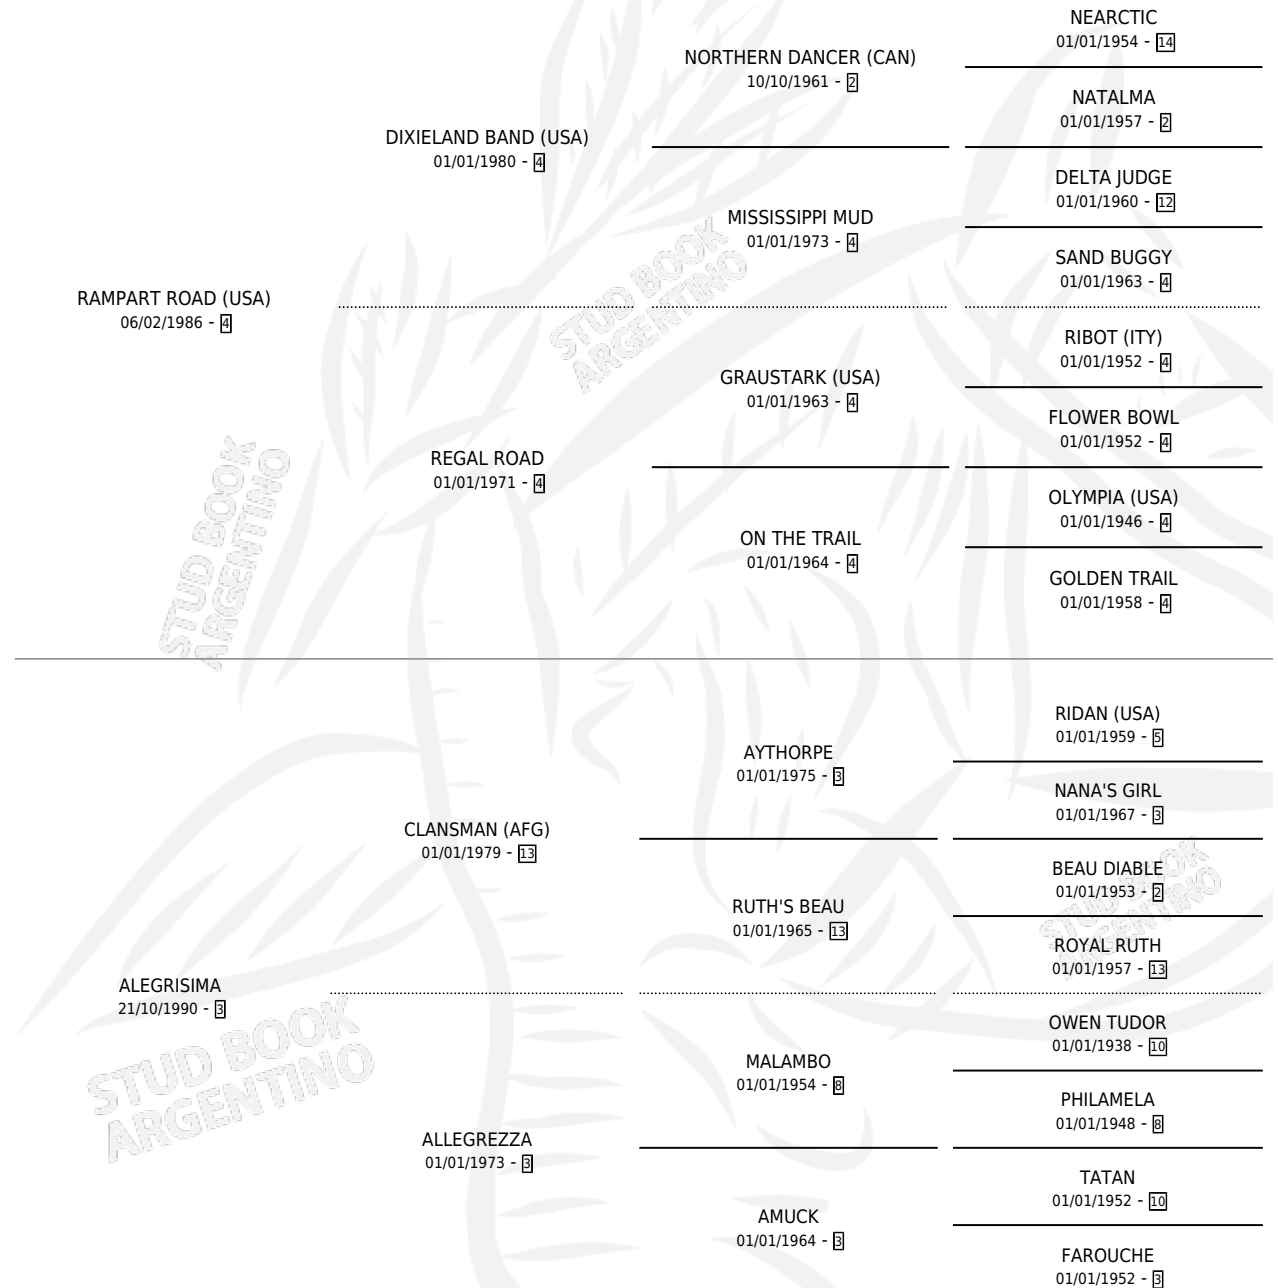 NEARCTIC
01/01/1954 - 14
NORTHERN DANCER (CAN)
10/10/1961 - 2
NATALMA
01/01/1957 - 2
DIXIELAND BAND (USA)
01/01/1980 - 4
DELTA JUDGE
01/01/1960 - 12
MISSISSIPPI MUD
01/01/1973 - 4
SAND BUGGY
01/01/1963 - 4
RAMPART ROAD (USA)
06/02/1986 - 4
RIBOT (ITY)
01/01/1952 - 4
GRAUSTARK (USA)
01/01/1963 - 4
FLOWER BOWL
01/01/1952 - 4
REGAL ROAD
01/01/1971 - 4
OLYMPIA (USA)
01/01/1946 - 4
ON THE TRAIL
01/01/1964 - 4
GOLDEN TRAIL
01/01/1958 - 4
RIDAN (USA)
01/01/1959 - 5
AYTHORPE
01/01/1975 - 3
NANA'S GIRL
01/01/1967 - 3
CLANSMAN (AFG)
01/01/1979 - 13
BEAU DIABLE
01/01/1953 - 2
RUTH'S BEAU
01/01/1965 - 13
ROYAL RUTH
01/01/1957 - 13
ALEGRISIMA
21/10/1990 - 3
OWEN TUDOR
01/01/1938 - 10
MALAMBO
01/01/1954 - 8
PHILAMELA
01/01/1948 - 8
ALLEGREZZA
01/01/1973 - 3
TATAN
01/01/1952 - 10
AMUCK
01/01/1964 - 3
FAROUCHE
01/01/1952 - 3
STUD BOOK
ARGENTINO
STUD BOOK
ARGENTINO
STUD BOOK
ARGENTINO
STUD BOOK
ARGENTINO